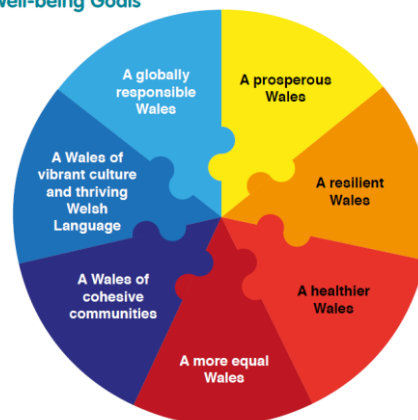 Well-being Goals
A prosperous
Wales
A resilient
Wales
A healthier
Wales
A more equal
Wales
A Wales of
cohesive
communities
A Wales of
vibrant culture
and thriving
Welsh
Language
A globally
responsible
Wales